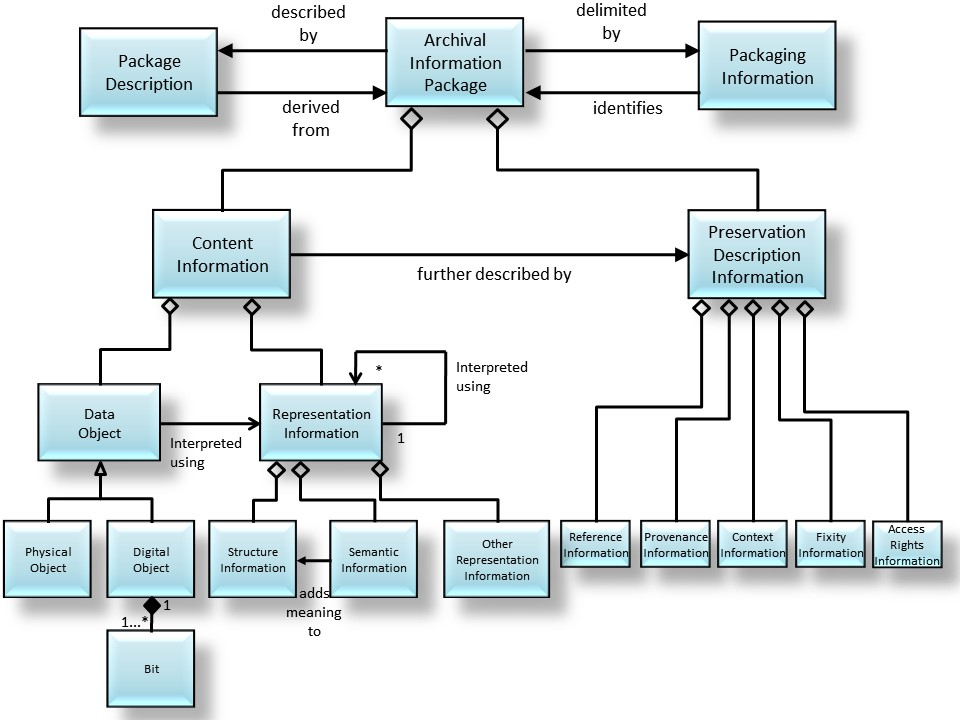 described
by
delimited
by
Package
Description
Archival
Information
Package
Packaging
Information
derived
from
identifies
Content
Information
Preservation
Description
Information
further described by
Data
Object
Interpreted
using
Representation
Information
*
1
Interpreted
using
Physical
Object
Digital
Object
Structure
Information
Semantic
Information
Other
Representation
Information
Reference
Information
Provenance
Information
Context
Information
Fixity
Information
Access
Rights
Information
adds
meaning
to
1
1...*
Bit